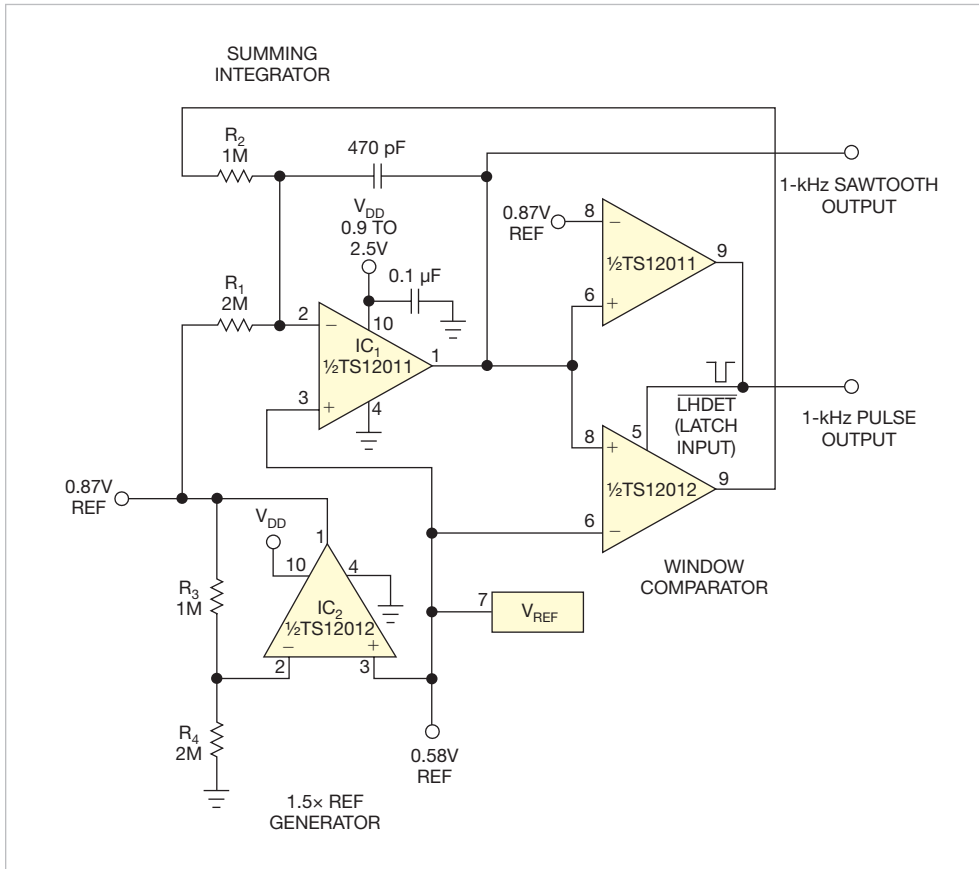 SUMMING
INTEGRATOR
R2
1M
470 pF
VDD
0.9 TO
2.5V
0.1 µF
R1
2M
2
−
10
IC1
½TS12011
1
3
+
4
0.87V
REF
8
−
½TS12011
9
6
+
1-kHz SAWTOOTH
OUTPUT
LHDET
(LATCH
INPUT)
1-kHz PULSE
OUTPUT
5
8
+
½TS12012
9
6
−
WINDOW
COMPARATOR
0.87V
REF
VDD
1
10
4
R3
1M
IC2
½TS12012
−
+
2
3
7
VREF
R4
2M
0.58V
REF
1.5× REF
GENERATOR